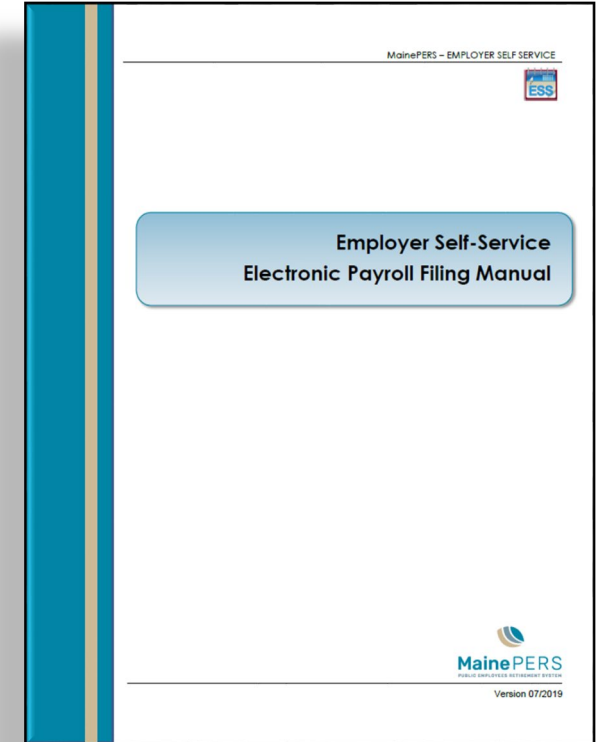 MainePERS – EMPLOYER SELF SERVICE
ESS
Employer Self-Service
Electronic Payroll Filing Manual
MainePERS
PUBLIC EMPLOYEES RETIREMENT SYSTEM
Version 07/2019